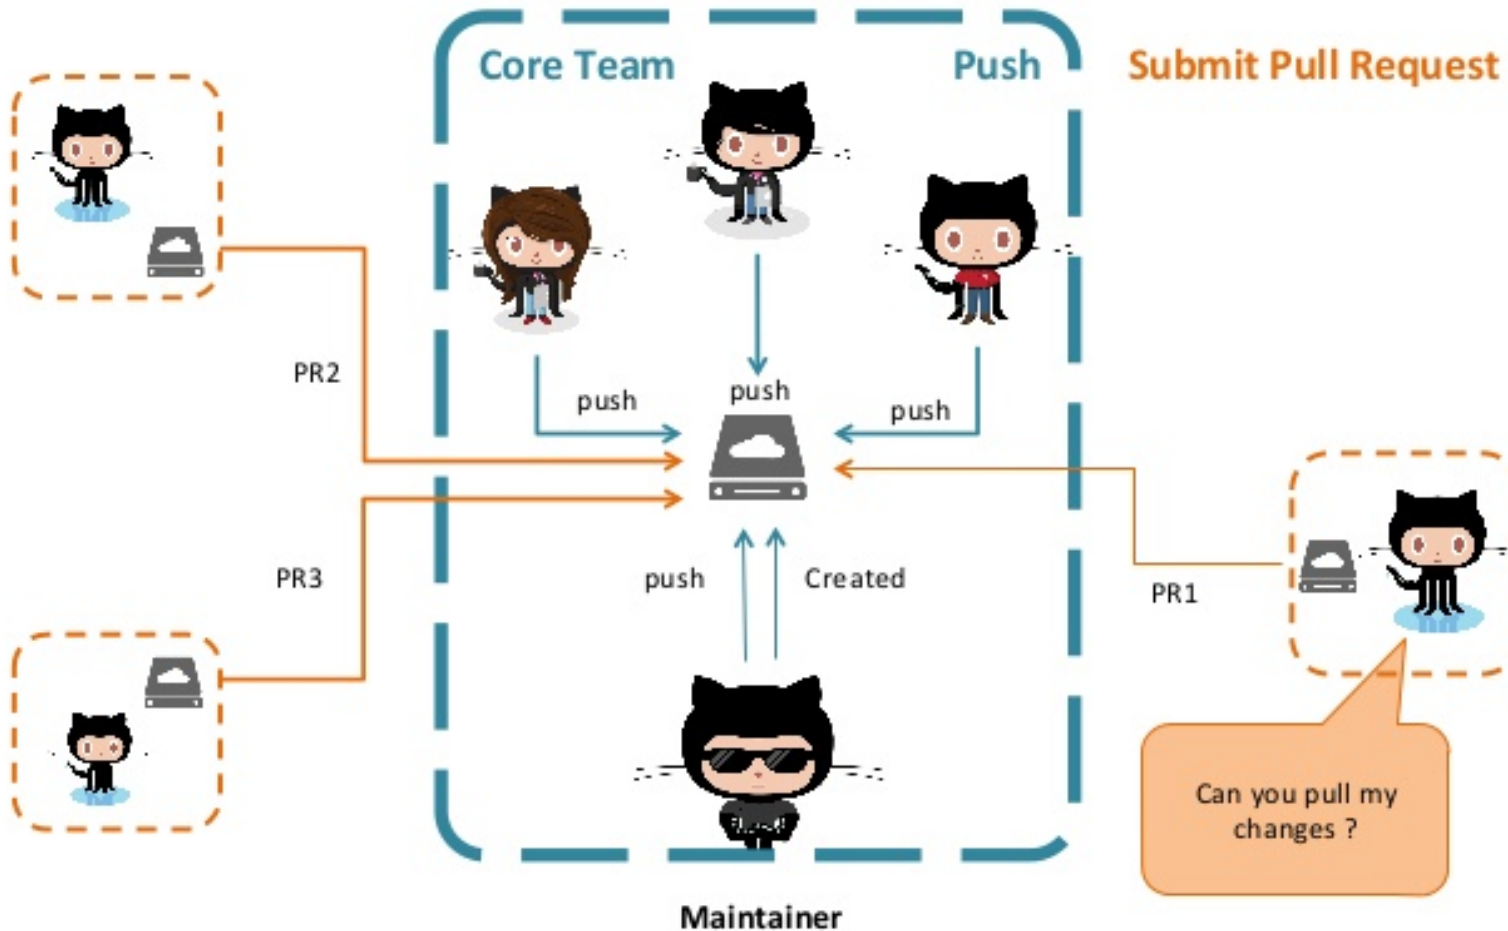 Core Team
Push
Submit Pull Request
PR2
push
push
push
PR3
push
Created
PR1
Can you pull my
changes ?
Maintainer